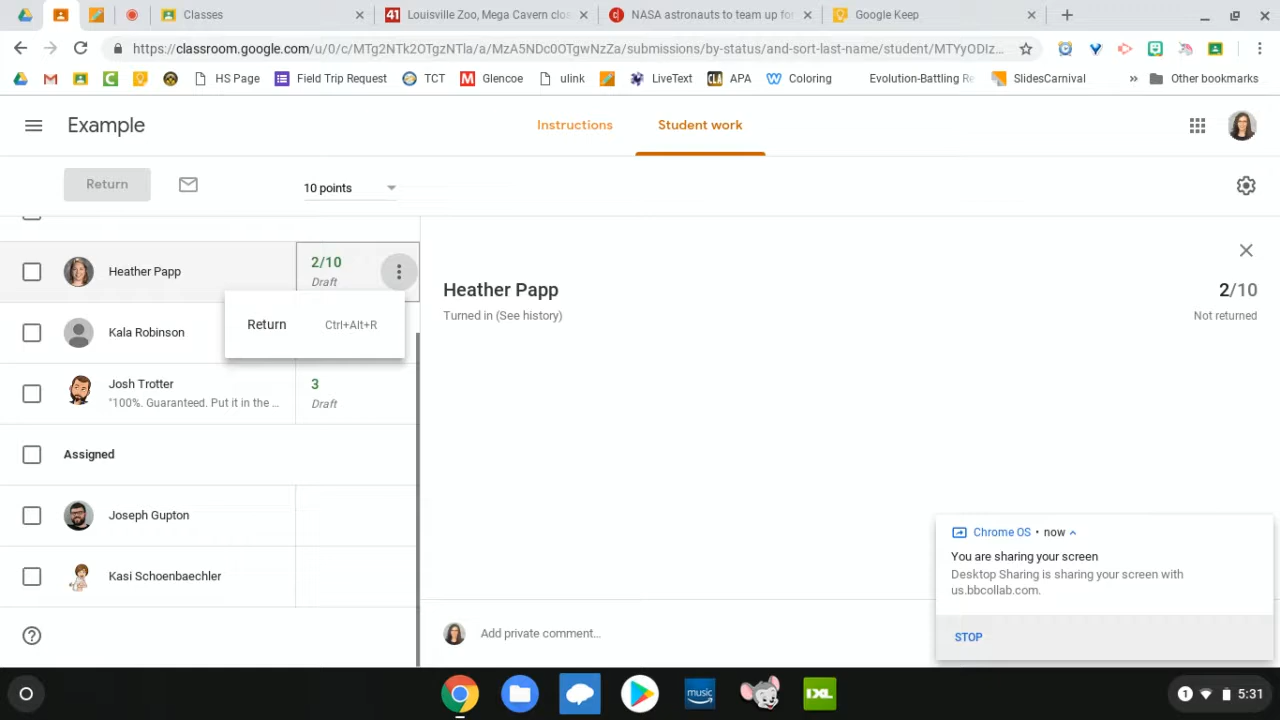 Classes
Louisville Zoo, Mega Cavern clos
NASA astronauts to team up for
Google Keep
https://classroom.google.com/u/0/c/MTg2NTk2OTgzNTla/a/MzA5NDc0OTgwNzZa/submissions/by-status/and-sort-last-name/student/MTYyODIz...
HS Page
Field Trip Request
TCT
Glencoe
ulink
LiveText
APA
Coloring
Evolution-Battling Re
SlidesCarnival
»
Other bookmarks
Example
Instructions
Student work
Return
10 points
Heather Papp
2/10
Draft
Return Ctrl+Alt+R
Kala Robinson
Josh Trotter
"100%. Guaranteed. Put it in the ...
3
Draft
Assigned
Joseph Gupton
Kasi Schoenbaechler
Heather Papp
2/10
Turned in (See history)
Not returned
Add private comment...
Chrome OS • now
You are sharing your screen
Desktop Sharing is sharing your screen with
us.bbcollab.com.
STOP
music
IXL
1
5:31